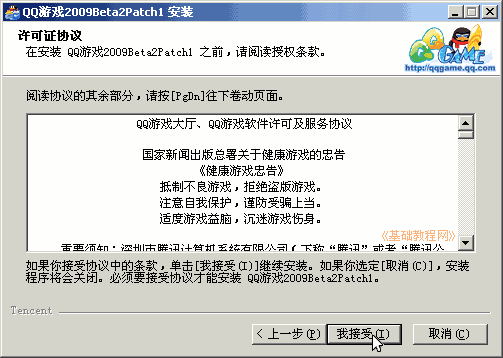 QQ游戏2009Beta2Patch1 安装
许可证协议
在安装 QQ游戏2009Beta2Patch1 之前，请阅读授权条款。
QQ GAME
http://qqgame.qq.com
阅读协议的其余部分，请按[PgDn]往下卷动页面。
QQ游戏大厅、QQ游戏软件许可及服务协议
国家新闻出版总署关于健康游戏的忠告
《健康游戏忠告》
抵制不良游戏，拒绝盗版游戏。
注意自我保护，谨防受骗上当。
适度游戏益脑，沉迷游戏伤身。
《基础教程网》
重要须知：深圳市腾讯计算机系统有限公司（下称“腾讯”或者“腾讯公
如果你接受协议中的条款，单击[我接受(I)]继续安装。如果你选定[取消(C)]，安装
程序将会关闭。必须要接受协议才能安装 QQ游戏2009Beta2Patch1。
Tencent
< 上一步(P)
我接受(I)
取消(C)